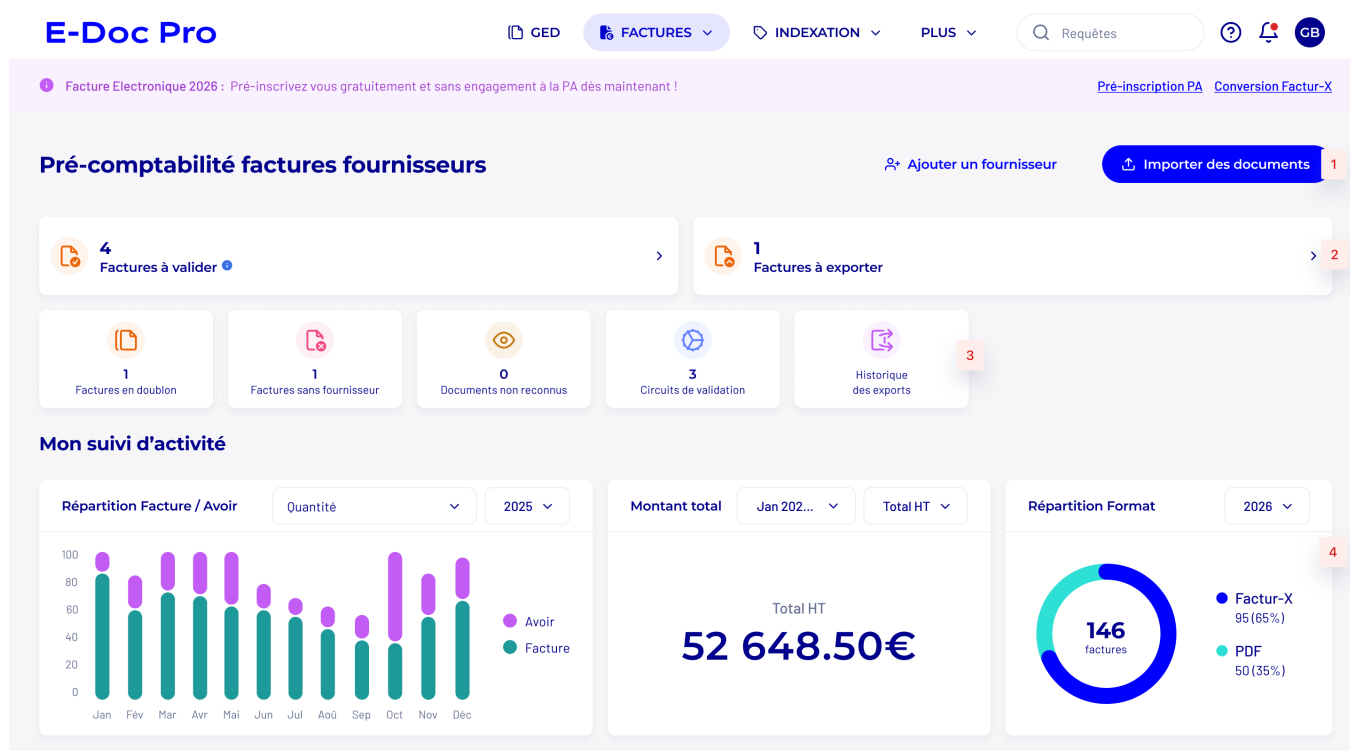 E-Doc Pro
GED
FACTURES
INDEXATION
PLUS
Requêtes
GB
Facture Electronique 2026 : Pré-inscrivez vous gratuitement et sans engagement à la PA dès maintenant !
Pré-inscription PA
Conversion Factur-X
Pré-comptabilité factures fournisseurs
Ajouter un fournisseur
Importer des documents
1
4
Factures à valider
1
Factures à exporter
2
1
Factures en doublon
1
Factures sans fournisseur
0
Documents non reconnus
3
Circuits de validation
Historique
des exports
3
Mon suivi d’activité
Répartition Facture / Avoir
Quantité
2025
100
80
60
40
20
0
Jan Fév Mar Avr Mai Jun Jul Aoû Sep Oct Nov Déc
Avoir
Facture
Montant total
Jan 202...
Total HT
Total HT
52 648.50€
Répartition Format
2026
4
146
factures
Factur-X
95 (65%)
PDF
50 (35%)